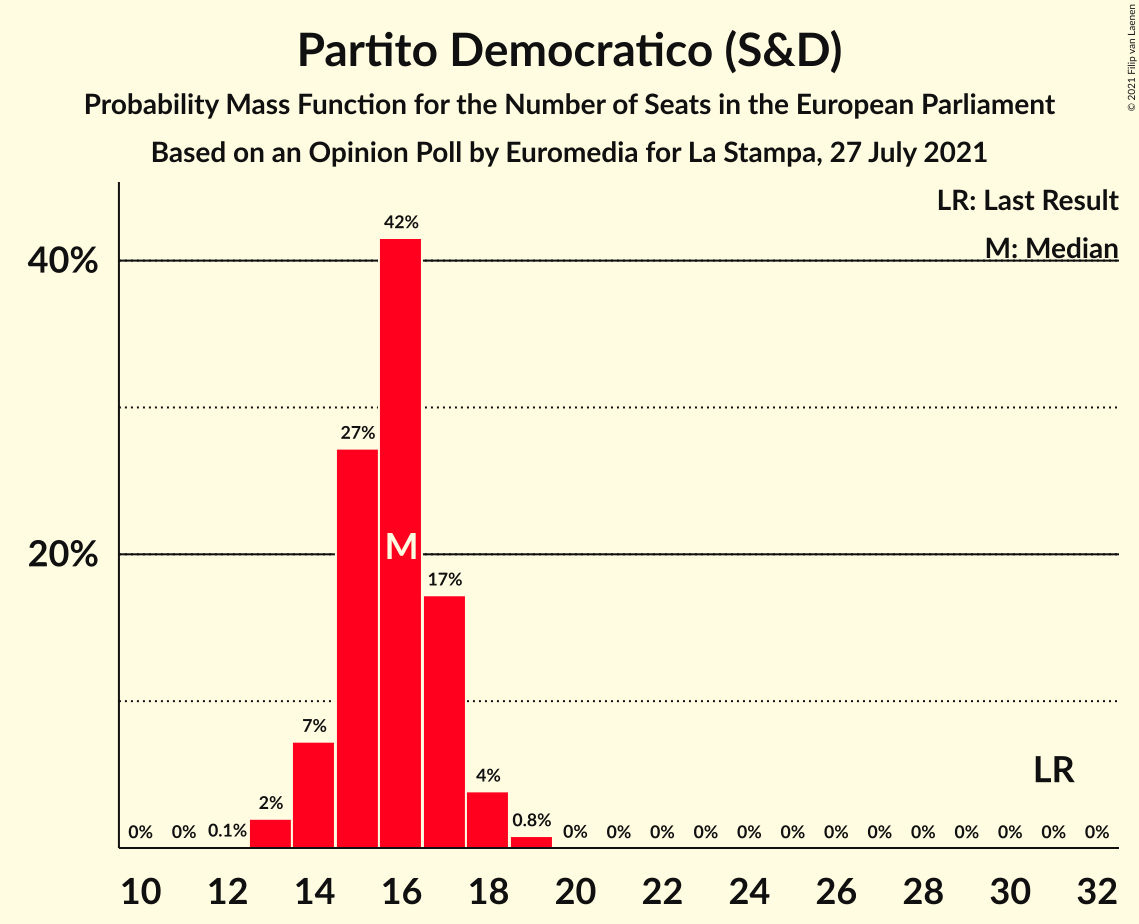 Partito Democratico (S&D)
Probability Mass Function for the Number of Seats in the European Parliament
Based on an Opinion Poll by Euromedia for La Stampa, 27 July 2021
© 2021 Filip van Laenen
LR: Last Result
M: Median
40%
20%
42%
27%
M
17%
7%
4%
2%
LR
0% 0% 0.1% 0.8% 0% 0% 0% 0% 0% 0% 0% 0% 0% 0% 0% 0% 0%
10 12 14 16 18 20 22 24 26 28 30 32